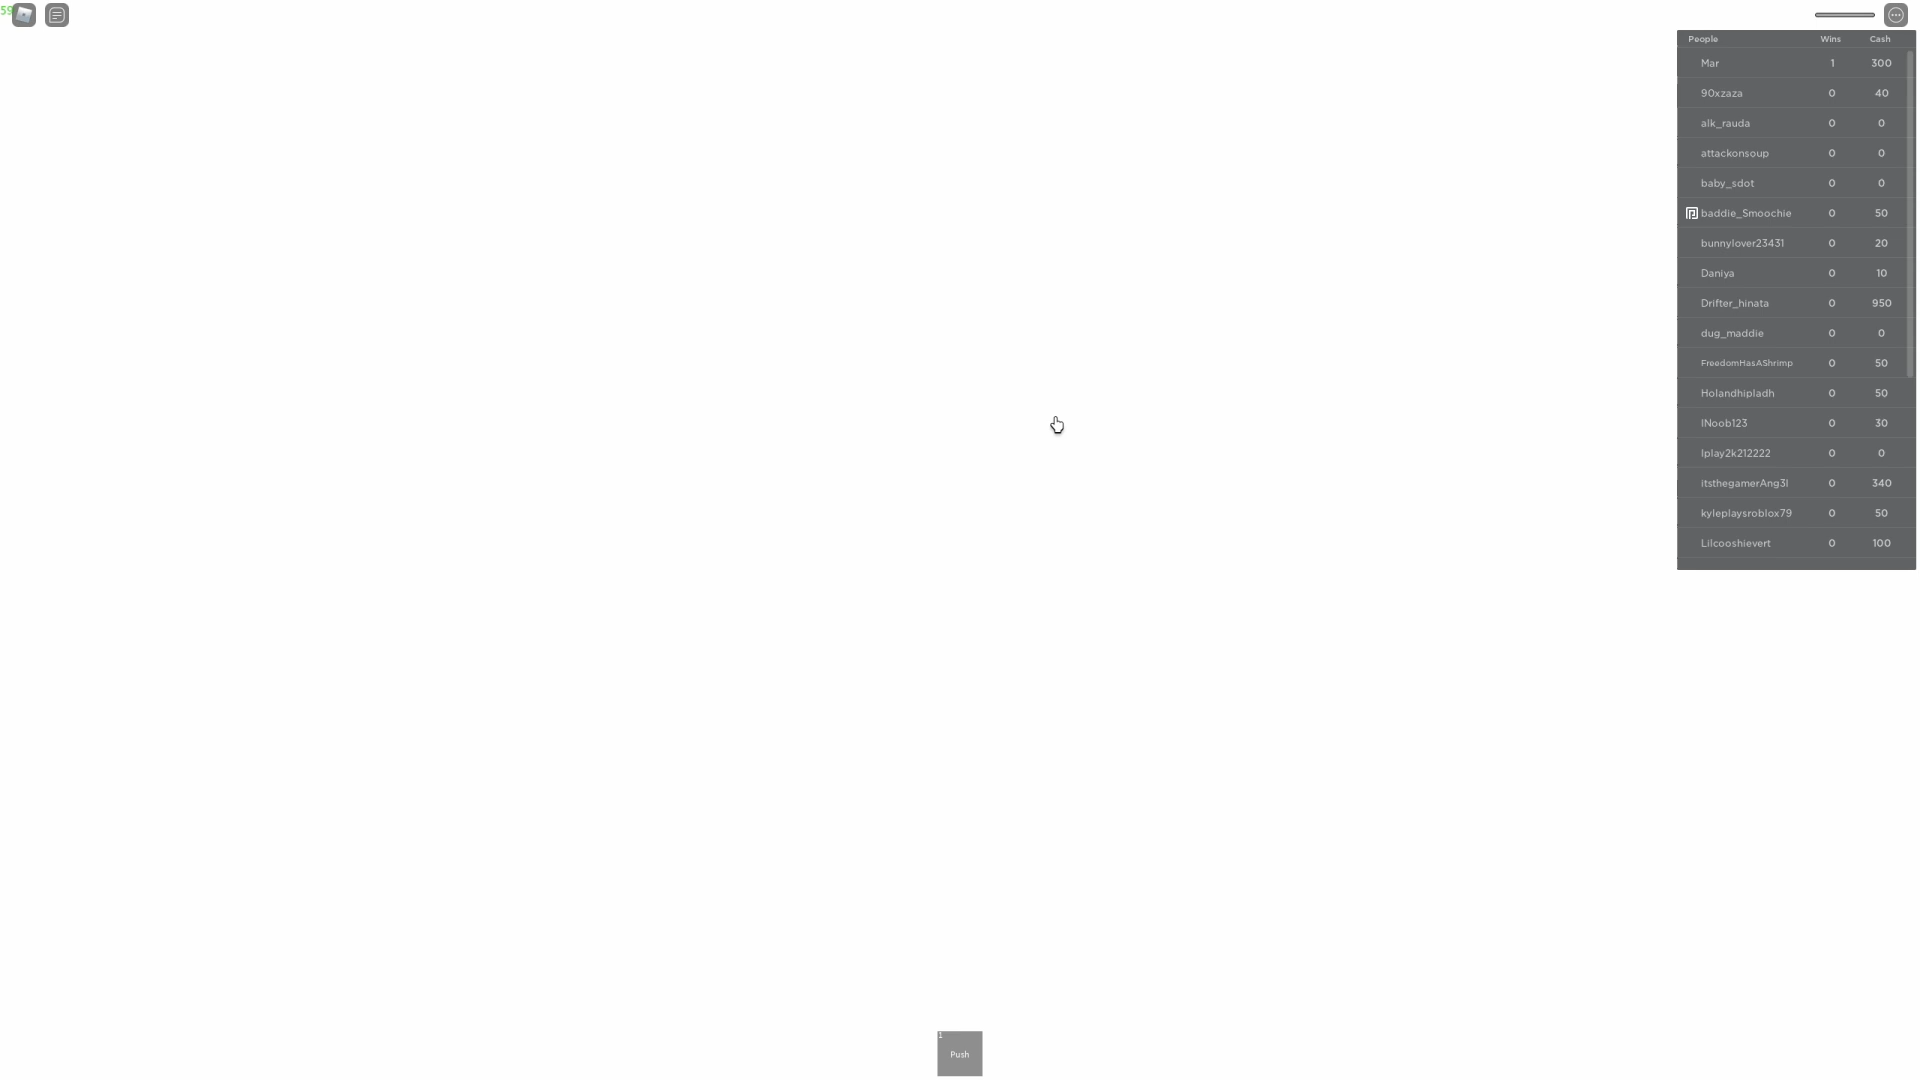 59
People Wins Cash
Mar 1 300
90xzaza 0 40
alk_rauda 0 0
attackonsoup 0 0
baby_sdot 0 0
baddie_Smoochie 0 50
bunnylover23431 0 20
Daniya 0 10
Drifter_hinata 0 950
dug_maddie 0 0
FreedomHasAShrimp 0 50
Holandhipladh 0 50
INoob123 0 30
Iplay2k212222 0 0
itsthegamerAng3l 0 340
kyleplaysroblox79 0 50
Lilcooshievert 0 100
1
Push